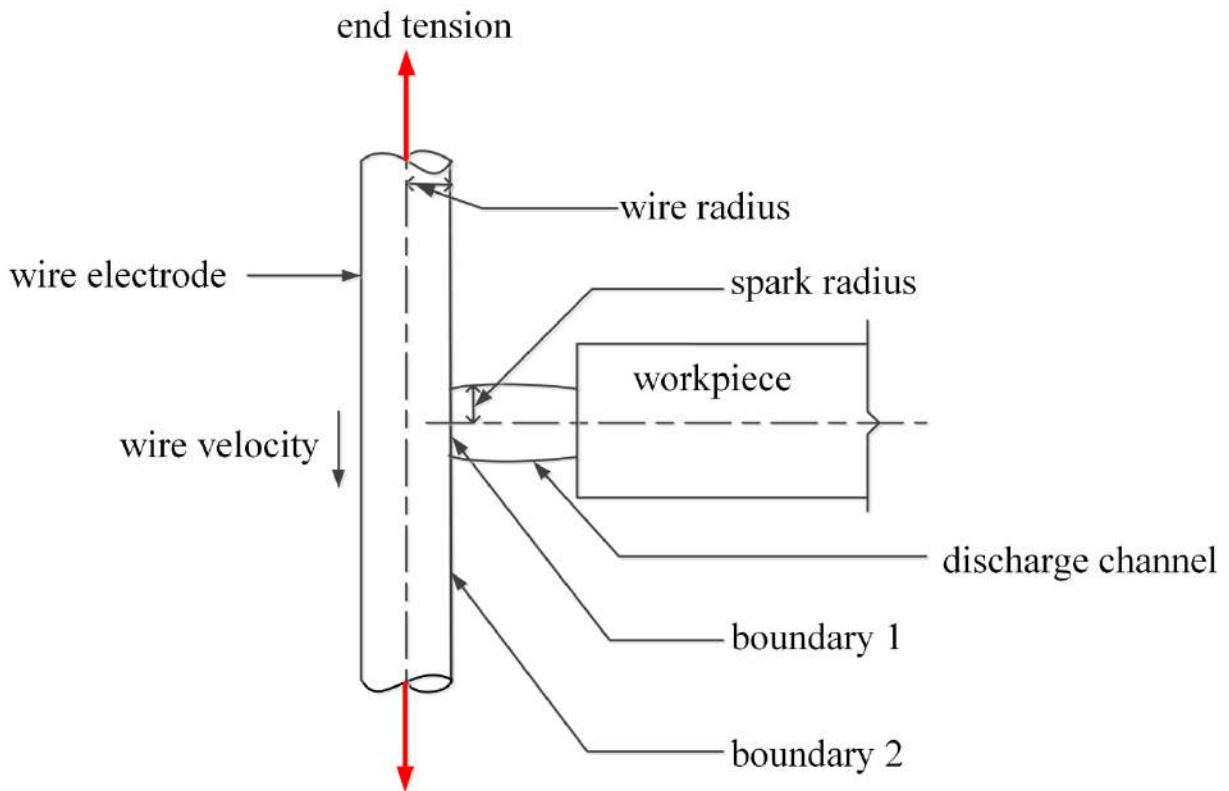 end tension
wire radius
wire electrode
spark radius
workpiece
wire velocity
discharge channel
boundary 1
boundary 2